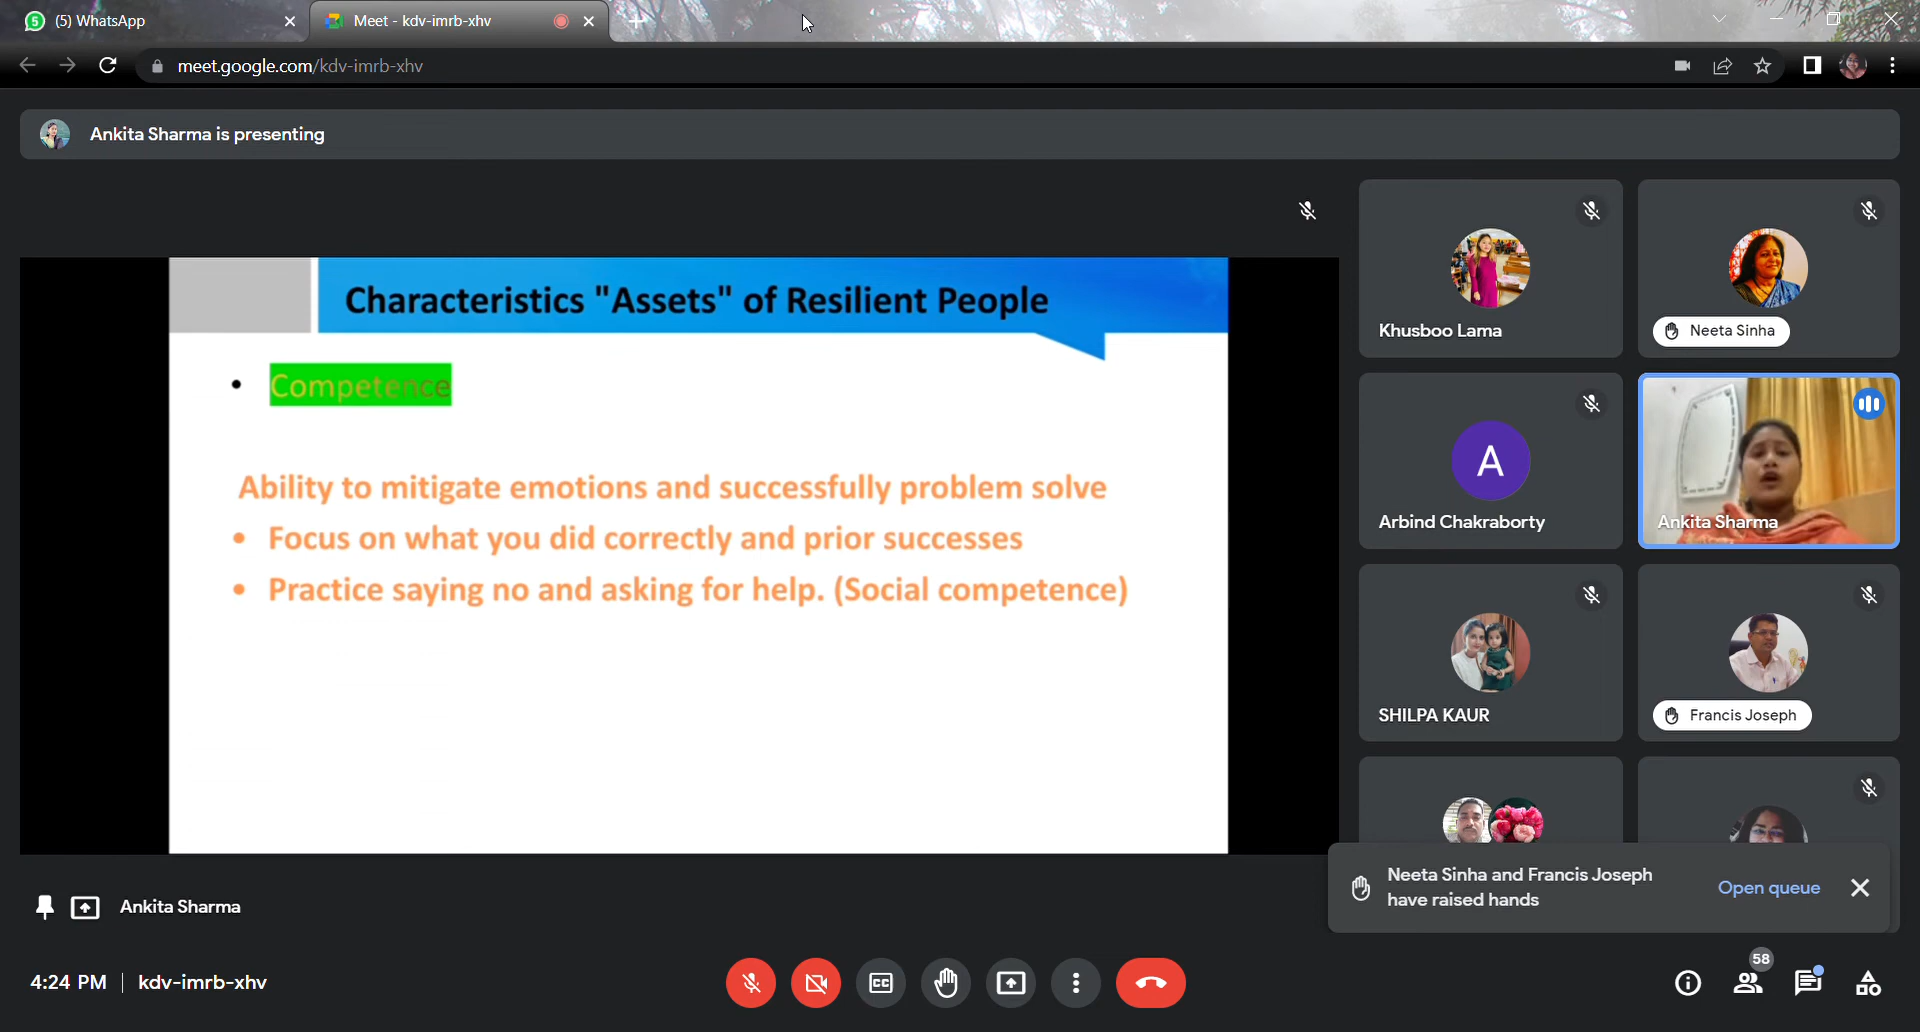 (5) WhatsApp
Meet - kdv-imrb-xhv
meet.google.com/kdv-imrb-xhv
Ankita Sharma is presenting
Characteristics "Assets" of Resilient People
• Competence
Ability to mitigate emotions and successfully problem solve
• Focus on what you did correctly and prior successes
• Practice saying no and asking for help. (Social competence)
Khusboo Lama
Neeta Sinha
A
Arbind Chakraborty
Ankita Sharma
SHILPA KAUR
Francis Joseph
Neeta Sinha and Francis Joseph
have raised hands
Open queue
Ankita Sharma
4:24 PM | kdv-imrb-xhv
CC
58